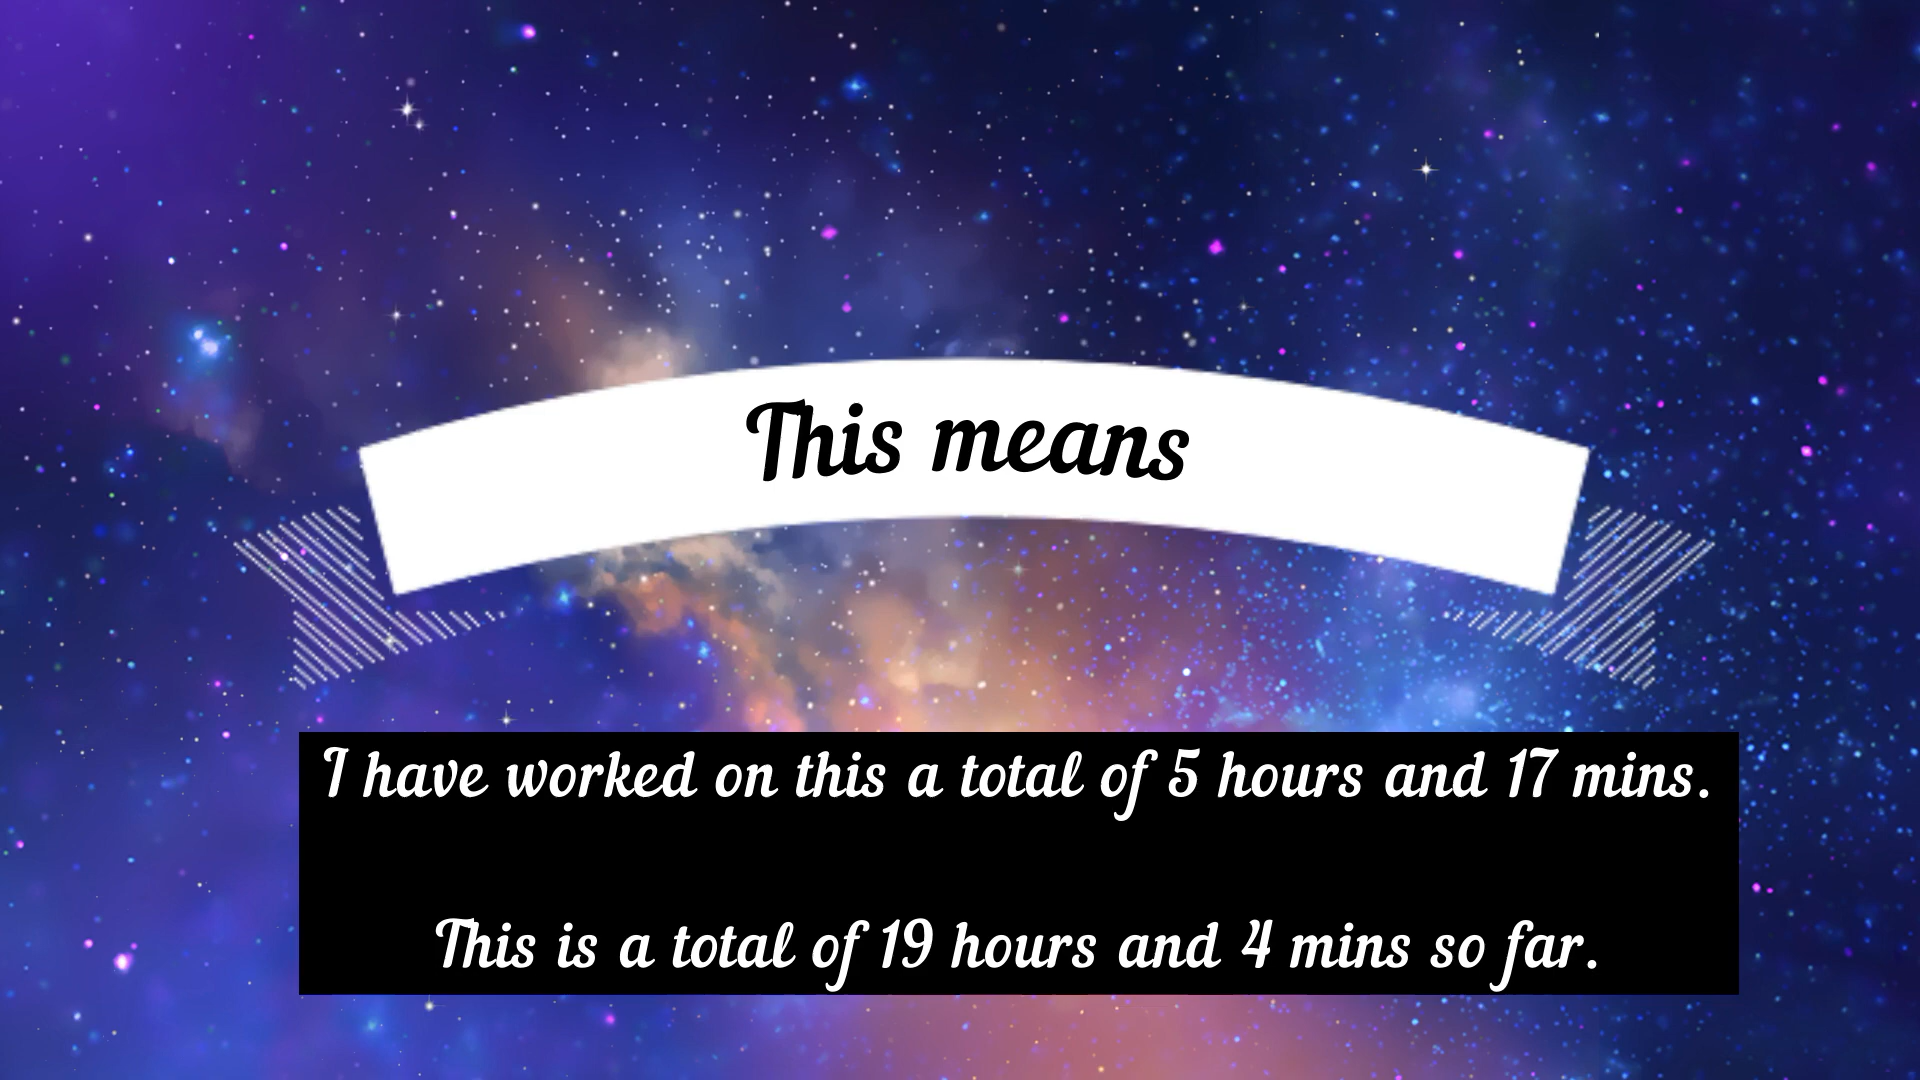 This means
I have worked on this a total of 5 hours and 17 mins.
This is a total of 19 hours and 4 mins so far.